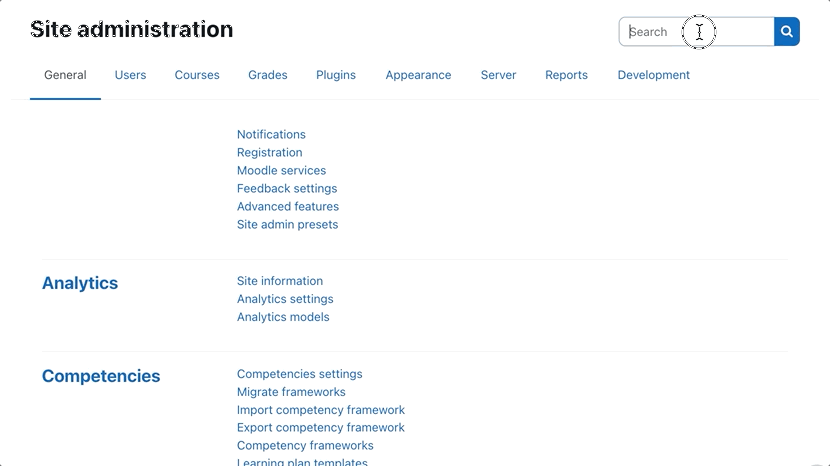 Site administration
Search
General Users Courses Grades Plugins Appearance Server Reports Development
Notifications
Registration
Moodle services
Feedback settings
Advanced features
Site admin presets
Analytics
Site information
Analytics settings
Analytics models
Competencies
Competencies settings
Migrate frameworks
Import competency framework
Export competency framework
Competency frameworks
Learning plan templates